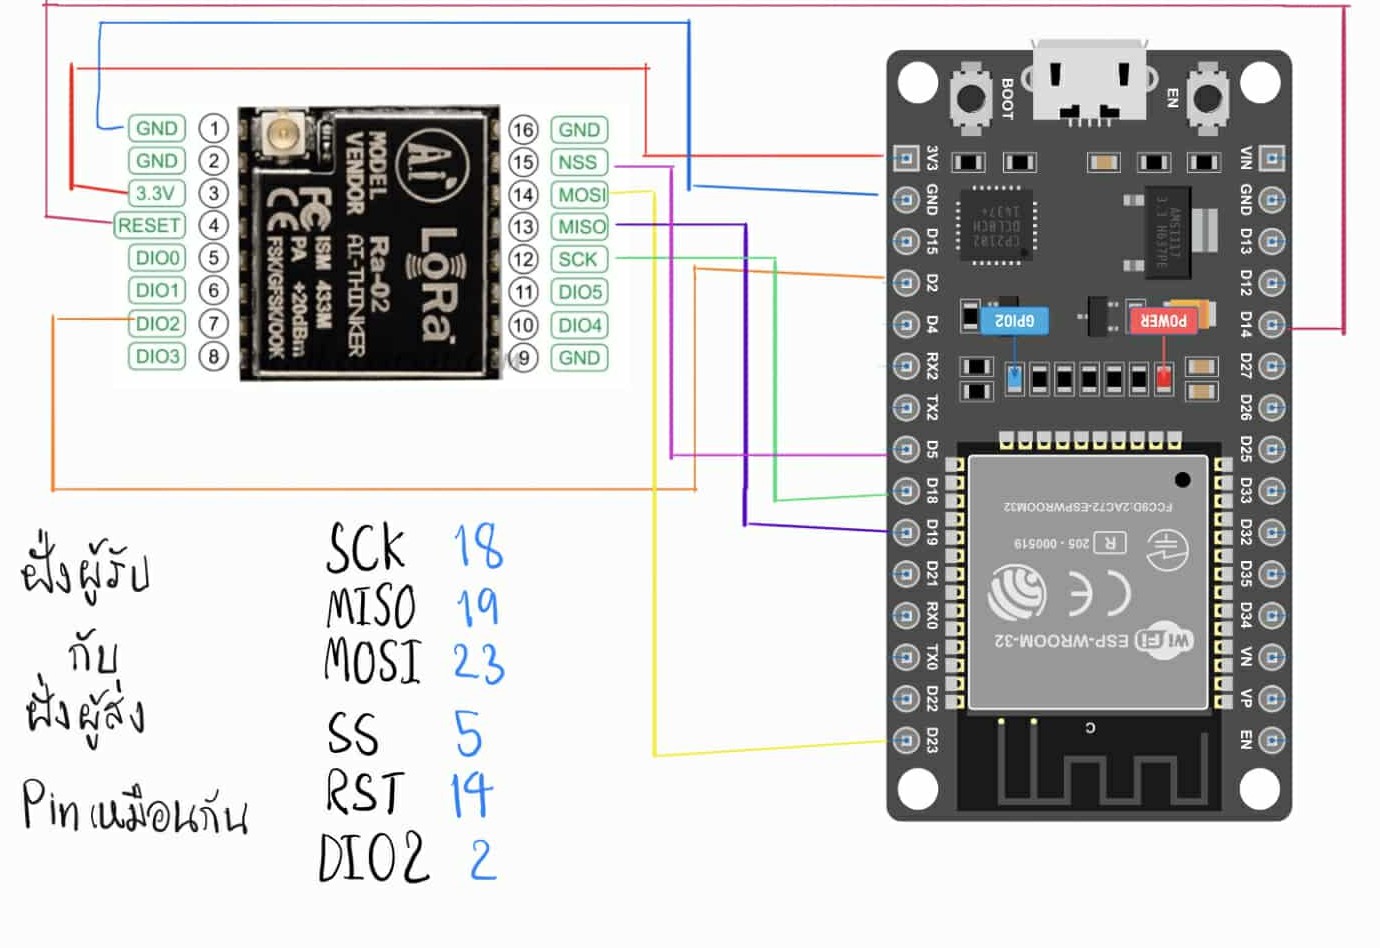 GND 1
GND 2
3.3V 3
RESET 4
DIO0 5
DIO1 6
DIO2 7
DIO3 8
MODEL Ra-02
VENDOR AI-THINKER
Ai
LoRa
FCC ISM 433M
CE PA +20dBm
FSK/GFSK/OOK
16 GND
15 NSS
14 MOSI
13 MISO
12 SCK
11 DIO5
10 DIO4
9 GND
BOOT
EN
3V3
GND
D15
D2
D4
RX2
TX2
D5
D18
D19
D21
RX0
TX0
D22
D23
VIN
GND
D13
D12
D14
D27
D26
D25
D33
D32
D35
D34
VN
VP
EN
CP2102
DCL0CH
1437+
AMS1117
GPIO2
POWER
FCC9D:2AC72-ESPWROOM32
R 205-000519
CE
WiFi ESP-WROOM-32
C
ฝั่งผู้รับ
กับ
ฝั่งผู้ส่ง
Pin เหมือนกัน
SCK 18
MISO 19
MOSI 23
SS 5
RST 14
DIO2 2